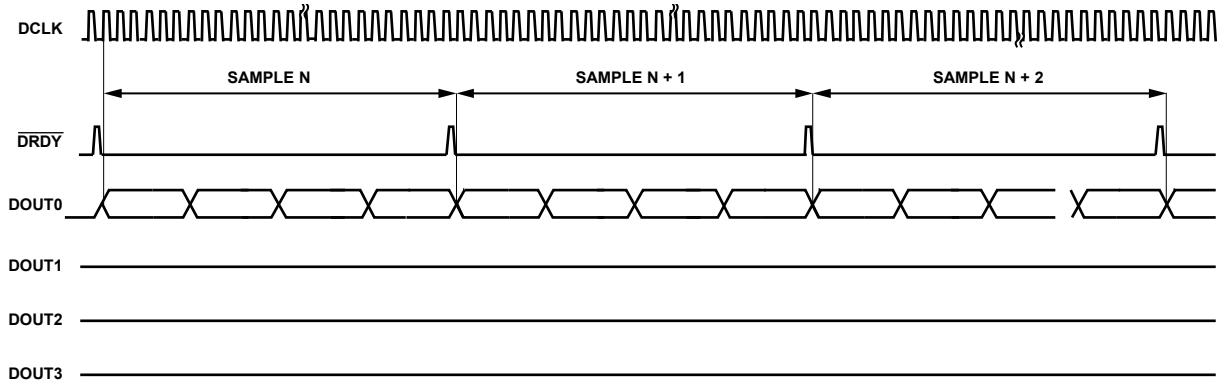 DCLK
SAMPLE N
SAMPLE N + 1
SAMPLE N + 2
DRDY
DOUT0
DOUT1
DOUT2
DOUT3